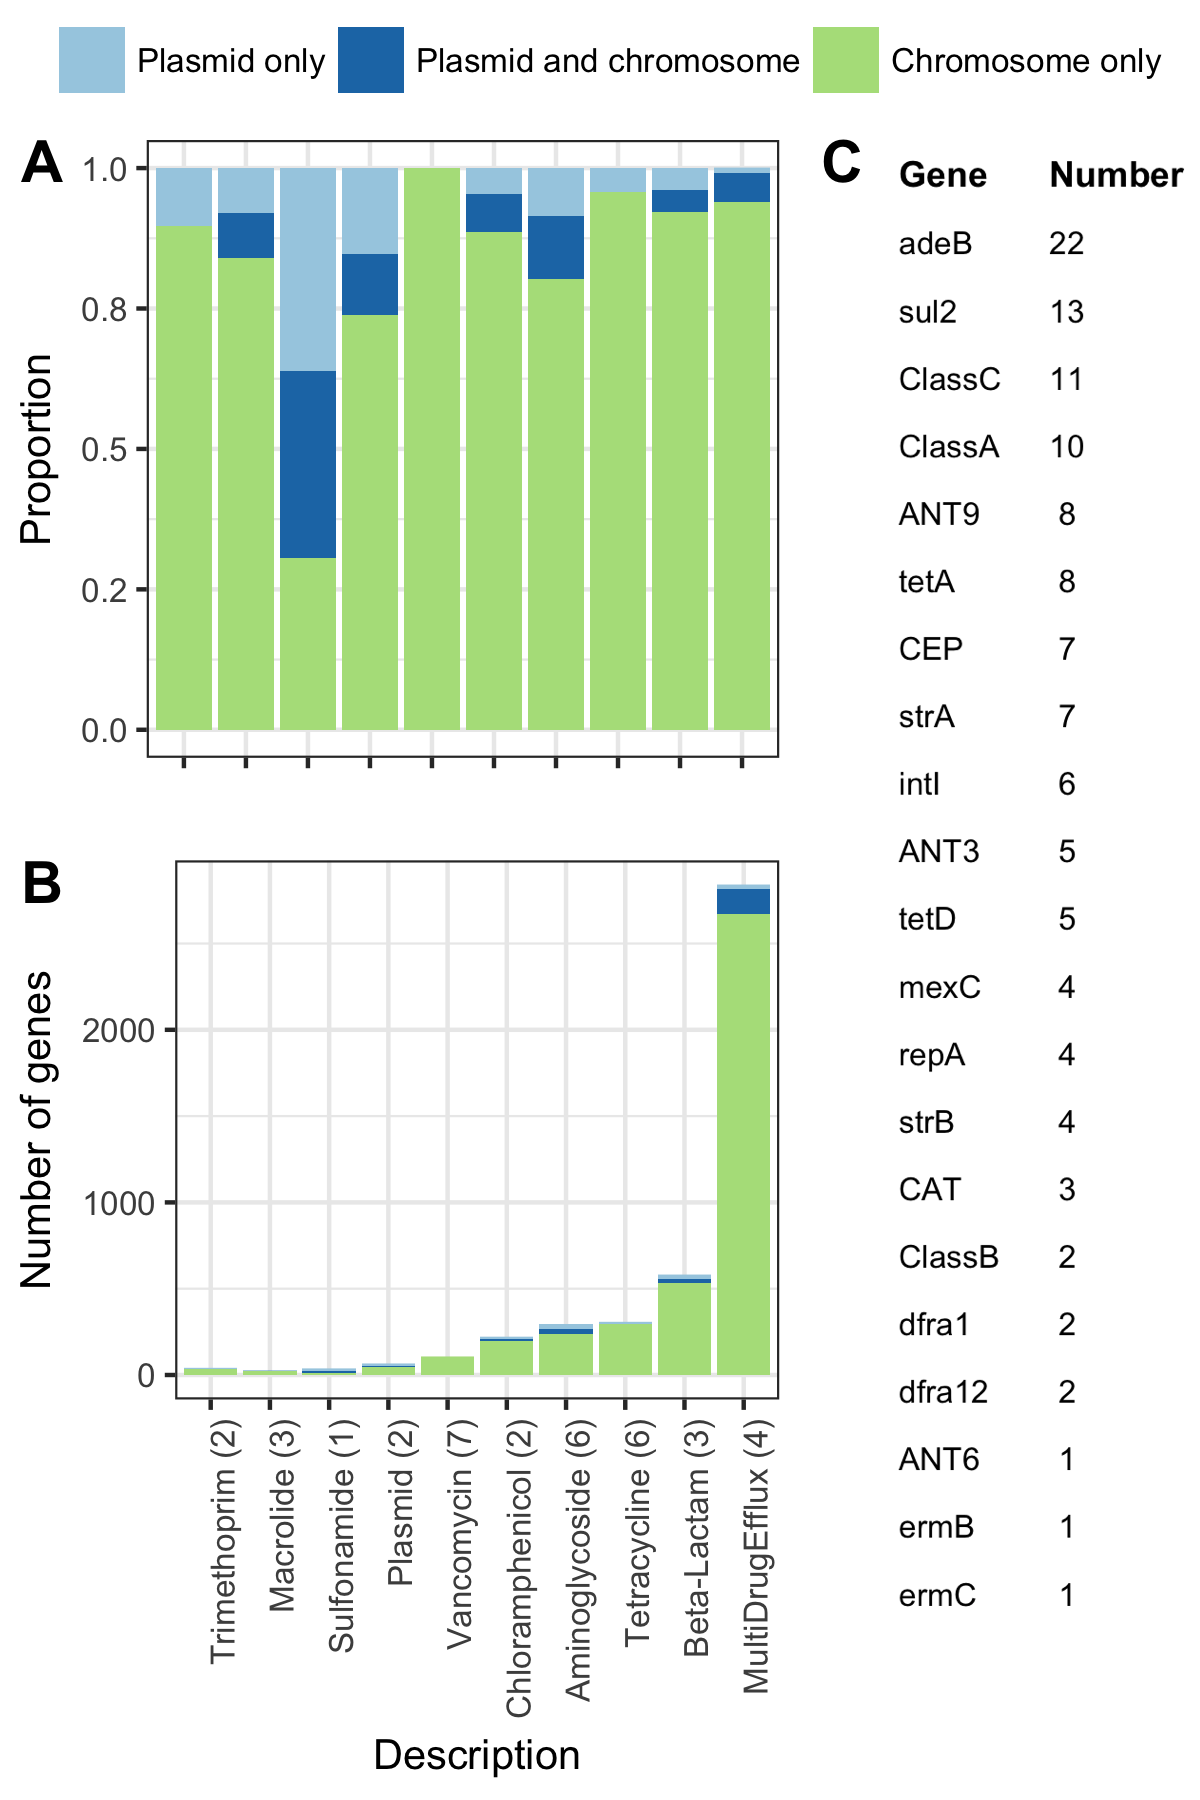 Plasmid only Plasmid and chromosome Chromosome only
A
1.0
0.8
0.5
0.2
0.0
Proportion
B
2000
1000
0
Number of genes
Trimethoprim (2)
Macrolide (3)
Sulfonamide (1)
Plasmid (2)
Vancomycin (7)
Chloramphenicol (2)
Aminoglycoside (6)
Tetracycline (6)
Beta-Lactam (3)
MultiDrugEfflux (4)
Description
C
Gene Number
adeB 22
sul2 13
ClassC 11
ClassA 10
ANT9 8
tetA 8
CEP 7
strA 7
intI 6
ANT3 5
tetD 5
mexC 4
repA 4
strB 4
CAT 3
ClassB 2
dfra1 2
dfra12 2
ANT6 1
ermB 1
ermC 1